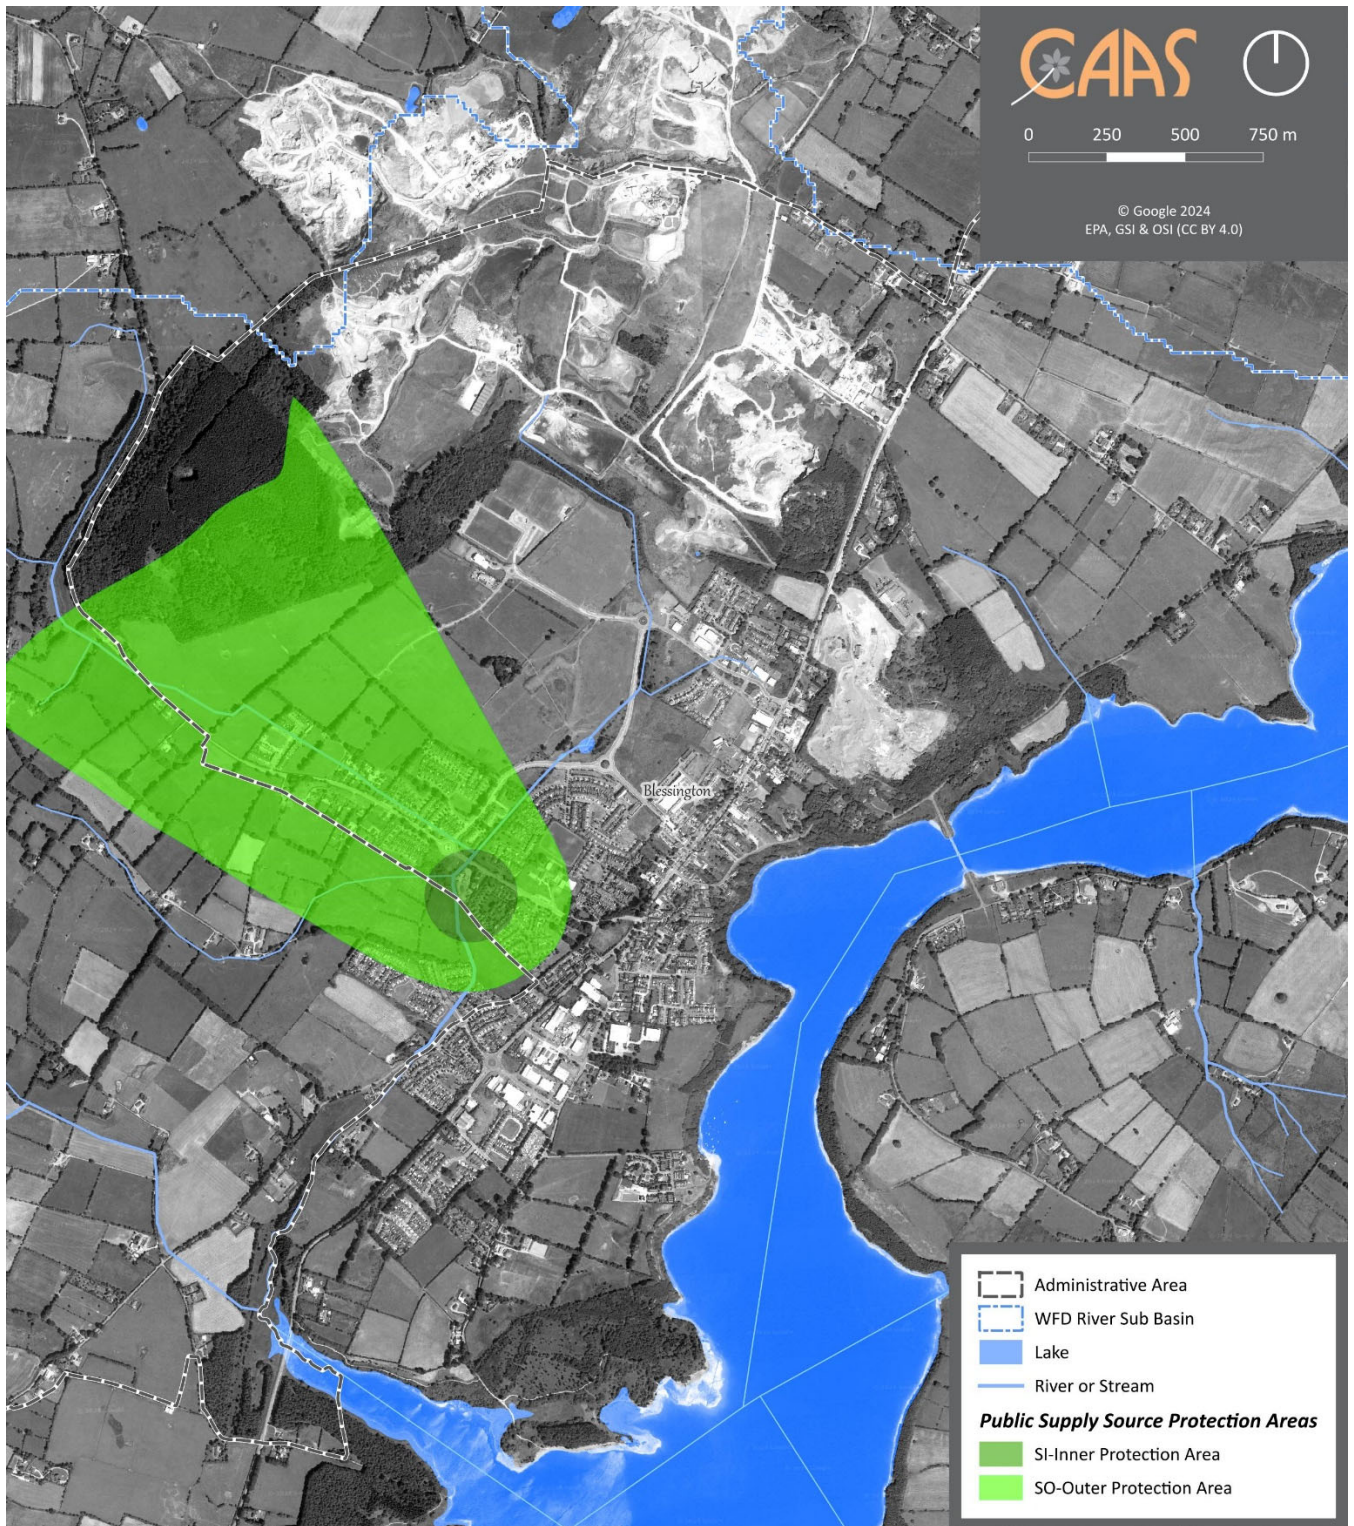 CAAS
0 250 500 750 m
© Google 2024
EPA, GSI & OSI (CC BY 4.0)
Blessington
Administrative Area
WFD River Sub Basin
Lake
River or Stream
Public Supply Source Protection Areas
SI-Inner Protection Area
SO-Outer Protection Area